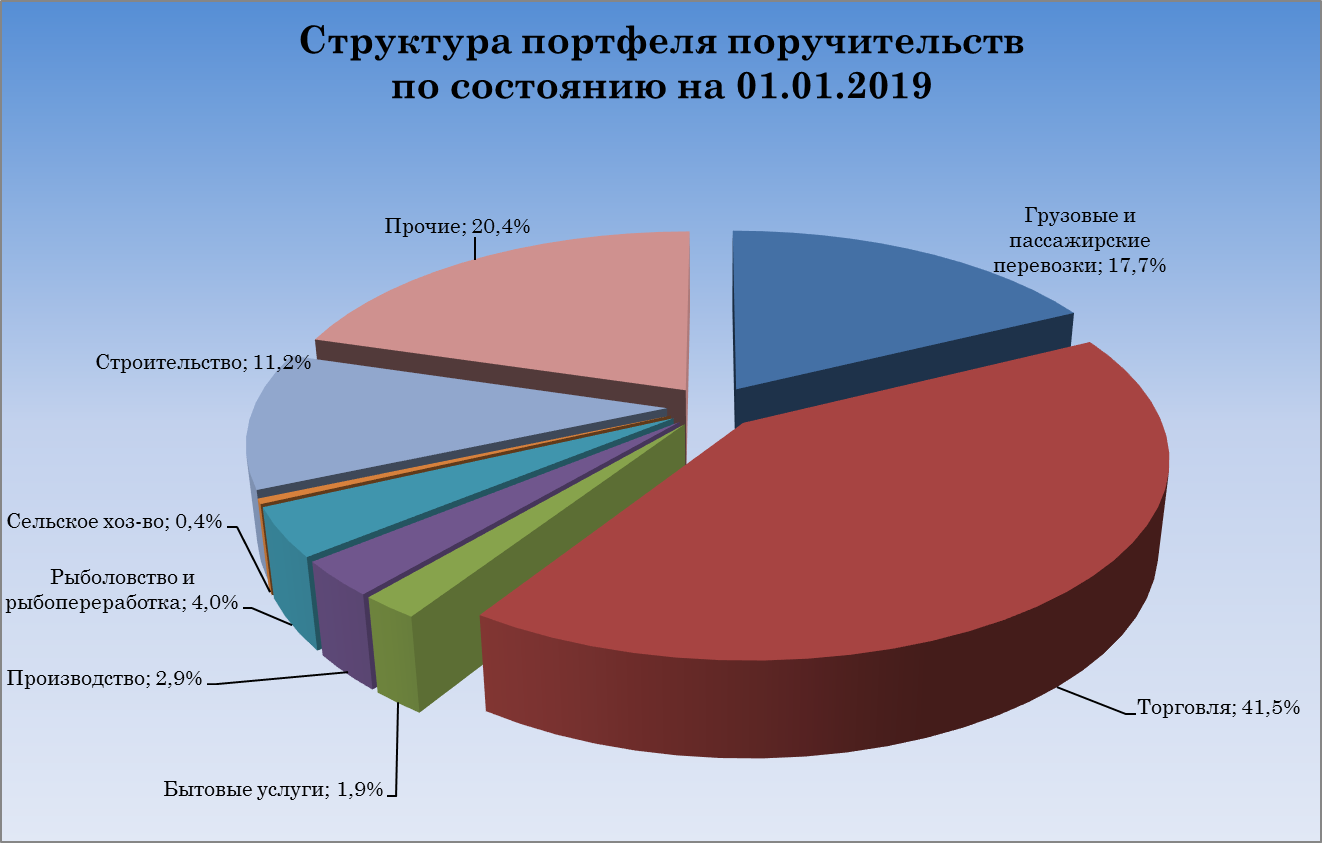 Структура портфеля поручительств
по состоянию на 01.01.2019
Грузовые и
пассажирские
перевозки; 17,7%
Прочие; 20,4%
Строительство; 11,2%
Сельское хоз-во; 0,4%
Рыболовство и
рыбопереработка; 4,0%
Производство; 2,9%
Бытовые услуги; 1,9%
Торговля; 41,5%